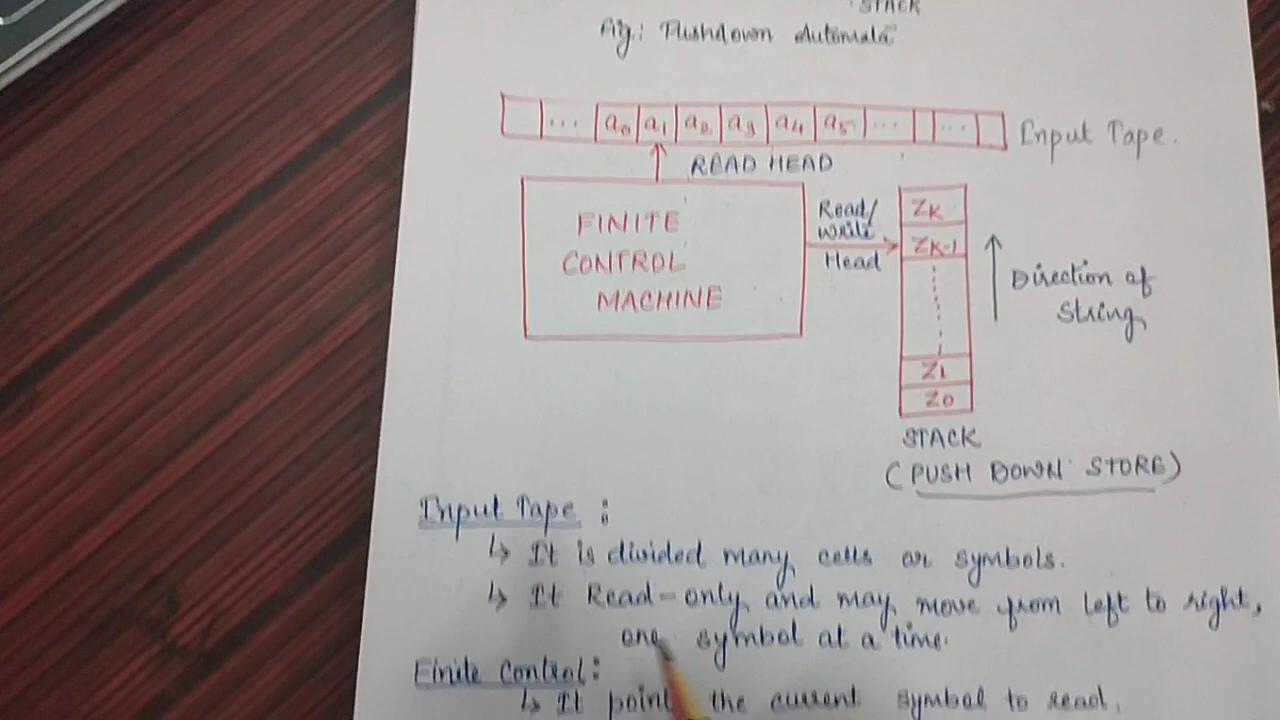 STACK
Fig.: Pushdown Automata
... a0 a1 a2 a3 a4 a5 ... ... Input Tape.
READ HEAD
FINITE
CONTROL
MACHINE
Read/
Write
Head
ZK
ZK-1
Z1
Z0
Direction of
String
STACK
(PUSH DOWN STORE)
Input Tape :
↳ It is divided many cells or symbols.
↳ It Read-only and may move from left to right,
one symbol at a time.
Finite Control:
↳ It point the current symbol to read.